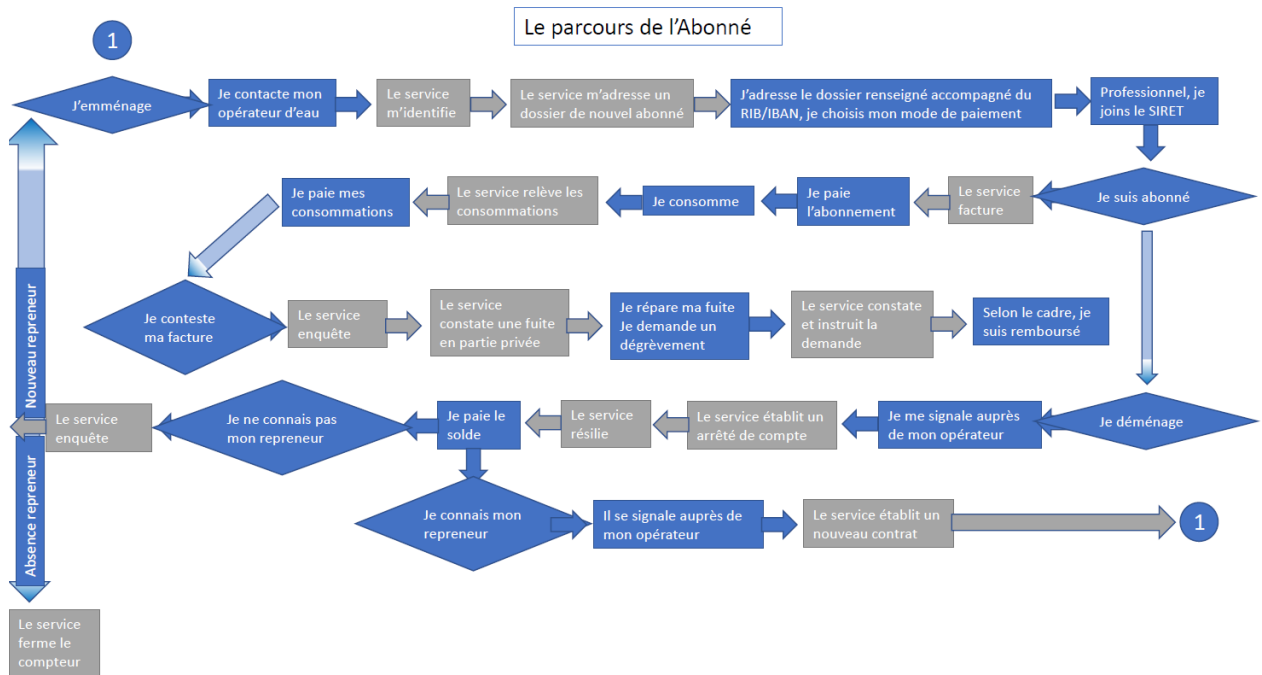 Le parcours de l'Abonné
1
J'emménage
Je contacte mon
opérateur d'eau
Le service
m'identifie
Le service m'adresse un
dossier de nouvel abonné
J'adresse le dossier renseigné accompagné du
RIB/IBAN, je choisis mon mode de paiement
Professionnel, je
joins le SIRET
Je suis abonné
Le service
facture
Je paie
l'abonnement
Je consomme
Le service relève les
consommations
Je paie mes
consommations
Je conteste
ma facture
Le service
enquête
Le service
constate une fuite
en partie privée
Je répare ma fuite
Je demande un
dégrèvement
Le service constate
et instruit la
demande
Selon le cadre, je
suis remboursé
Je déménage
Je me signale auprès
de mon opérateur
Le service établit un
arrêté de compte
Le service
résilie
Je paie le
solde
Je ne connais pas
mon repreneur
Le service
enquête
Nouveau repreneur
Absence repreneur
Je connais mon
repreneur
Il se signale auprès de
mon opérateur
Le service établit un
nouveau contrat
1
Le service
ferme le
compteur